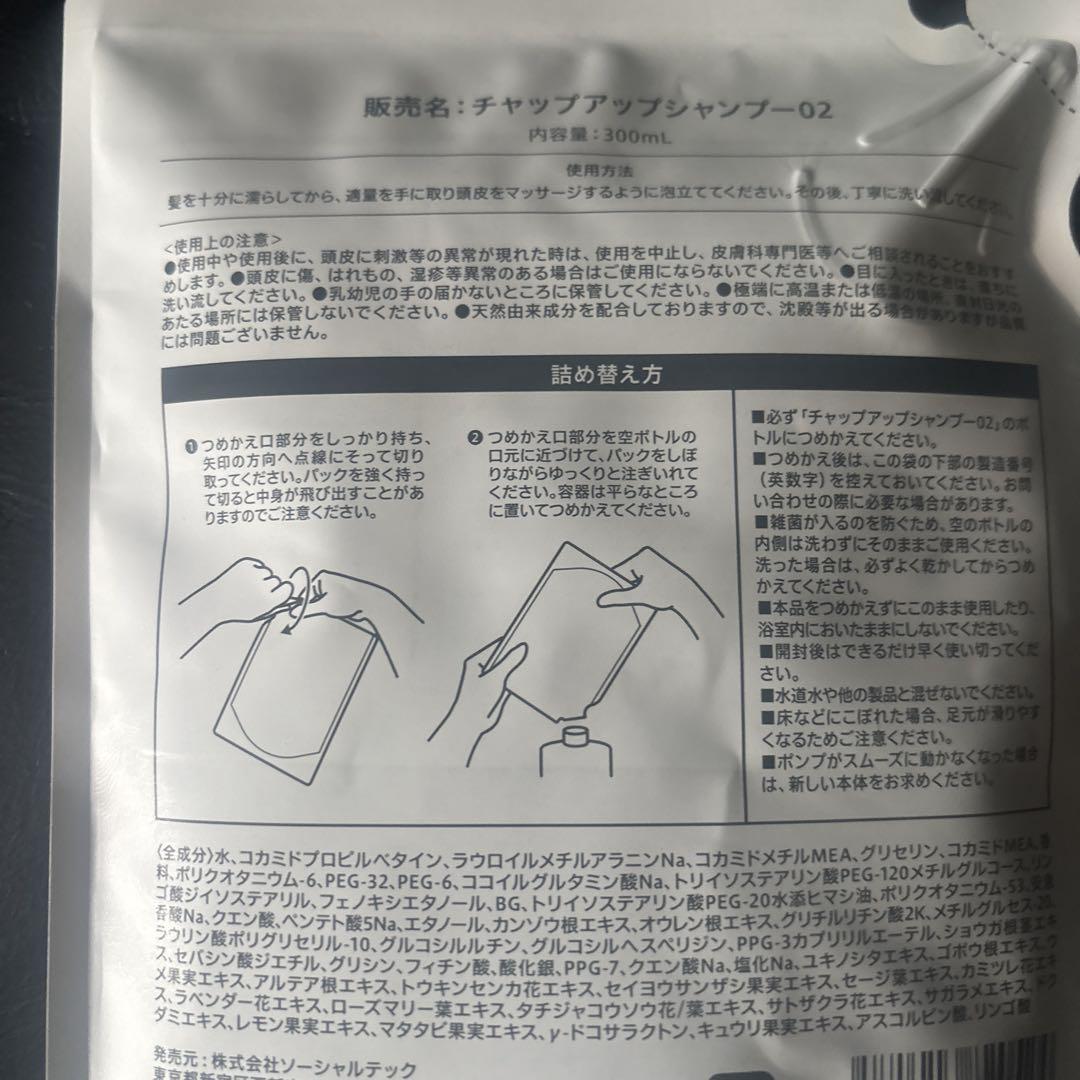 販売名：チャップアップシャンプー02
内容量：300mL
使用方法
髪を十分に濡らしてから、適量を手に取り頭皮をマッサージするように泡立ててください。その後、丁寧に洗い流してください。
<使用上の注意>
●使用中や使用後に、頭皮に刺激等の異常が現れた時は、使用を中止し、皮膚科専門医等へご相談されることをおすす
めします。●頭皮に傷、はれもの、湿疹等異常のある場合はご使用にならないでください。●目に入ったときは、直ちに
洗い流してください。●乳幼児の手の届かないところに保管してください。●極端に高温または低温の場所、直射日光の
あたる場所には保管しないでください。●天然由来成分を配合しておりますので、沈殿等が出る場合がありますが品質
には問題ございません。
詰め替え方
❶つめかえ口部分をしっかり持ち、
矢印の方向へ点線にそって切り
取ってください。パックを強く持っ
て切ると中身が飛び出すことがあ
りますのでご注意ください。
❷つめかえ口部分を空ボトルの
口元に近づけて、パックをしぼ
りながらゆっくりと注ぎいれて
ください。容器は平らなところ
に置いてつめかえてください。
■必ず「チャップアップシャンプー02」のボ
トルにつめかえてください。
■つめかえ後は、この袋の下部の製造番号
（英数字）を控えておいてください。お問
い合わせの際に必要な場合があります。
■雑菌が入るのを防ぐため、空のボトルの
内側は洗わずにそのままご使用ください。
洗った場合は、必ずよく乾かしてからつめ
かえてください。
■本品をつめかえずにこのまま使用したり、
浴室内においたままにしないでください。
■開封後はできるだけ早く使い切ってくだ
さい。
■水道水や他の製品と混ぜないでください。
■床などにこぼれた場合、足元が滑りやす
くなるためご注意ください。
■ポンプがスムーズに動かなくなった場合
は、新しい本体をお求めください。
〈全成分〉水、コカミドプロピルベタイン、ラウロイルメチルアラニンNa、コカミドメチルMEA、グリセリン、コカミドMEA、香
料、ポリクオタニウム-6、PEG-32、PEG-6、ココイルグルタミン酸Na、トリイソステアリン酸PEG-120メチルグルコース、リン
ゴ酸ジイソステアリル、フェノキシエタノール、BG、トリイソステアリン酸PEG-20水添ヒマシ油、ポリクオタニウム-53、安息
香酸Na、クエン酸、ペンテト酸5Na、エタノール、カンゾウ根エキス、オウレン根エキス、グリチルリチン酸2K、メチルグルセス-20、
ラウリン酸ポリグリセリル-10、グルコシルルチン、グルコシルヘスペリジン、PPG-3カプリリルエーテル、ショウガ根茎エキ
ス、セバシン酸ジエチル、グリシン、フィチン酸、酸化銀、PPG-7、クエン酸Na、塩化Na、ユキノシタエキス、ゴボウ根エキス、ウ
メ果実エキス、アルテア根エキス、トウキンセンカ花エキス、セイヨウサンザシ果実エキス、セージ葉エキス、カミツレ花エキ
ス、ラベンダー花エキス、ローズマリー葉エキス、タチジャコウソウ花/葉エキス、サトザクラ花エキス、サガラメエキス、ドク
ダミエキス、レモン果実エキス、マタタビ果実エキス、γ-ドコサラクトン、キュウリ果実エキス、アスコルビン酸、リンゴ酸
発売元：株式会社ソーシャルテック